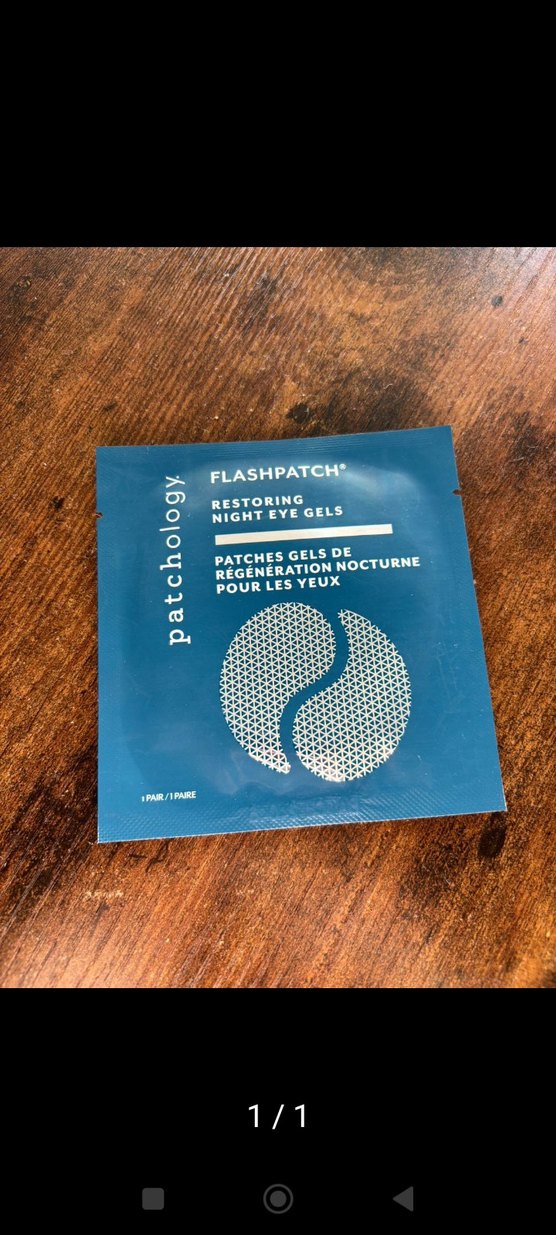 patchology
FLASHPATCH®
RESTORING
NIGHT EYE GELS
PATCHES GELS DE
RÉGÉNÉRATION NOCTURNE
POUR LES YEUX
1 PAIR / 1 PAIRE
1 / 1